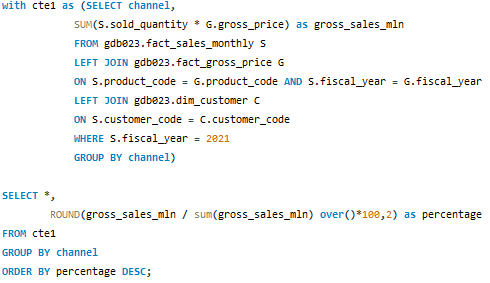 with cte1 as (SELECT channel,
SUM(S.sold_quantity * G.gross_price) as gross_sales_mln
FROM gdb023.fact_sales_monthly S
LEFT JOIN gdb023.fact_gross_price G
ON S.product_code = G.product_code AND S.fiscal_year = G.fiscal_year
LEFT JOIN gdb023.dim_customer C
ON S.customer_code = C.customer_code
WHERE S.fiscal_year = 2021
GROUP BY channel)
SELECT *,
ROUND(gross_sales_mln / sum(gross_sales_mln) over()*100,2) as percentage
FROM cte1
GROUP BY channel
ORDER BY percentage DESC;